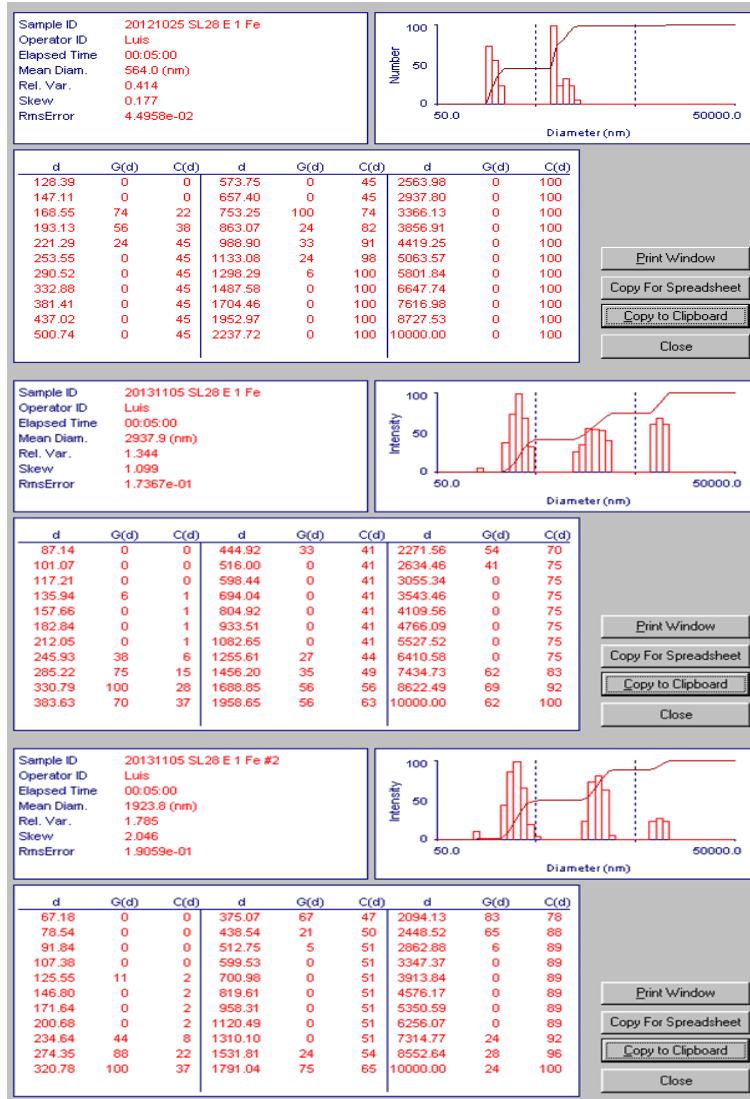 Sample ID 20121025 SL28 E 1 Fe
Operator ID Luis
Elapsed Time 00:05:00
Mean Diam. 564.0 (nm)
Rel. Var. 0.414
Skew 0.177
RmsError 4.4958e-02
100
50
0
Number
50.0 50000.0
Diameter (nm)
d G(d) C(d) d G(d) C(d) d G(d) C(d)
128.39 0 0 573.75 0 45 2563.98 0 100
147.11 0 0 657.40 0 45 2937.80 0 100
168.55 74 22 753.25 100 74 3366.13 0 100
193.13 56 38 863.07 24 82 3856.91 0 100
221.29 24 45 988.90 33 91 4419.25 0 100
253.55 0 45 1133.08 24 98 5063.57 0 100
290.52 0 45 1298.29 6 100 5801.84 0 100
332.88 0 45 1487.58 0 100 6647.74 0 100
381.41 0 45 1704.46 0 100 7616.98 0 100
437.02 0 45 1952.97 0 100 8727.53 0 100
500.74 0 45 2237.72 0 100 10000.00 0 100
Print Window
Copy For Spreadsheet
Copy to Clipboard
Close
Sample ID 20131105 SL28 E 1 Fe
Operator ID Luis
Elapsed Time 00:05:00
Mean Diam. 2937.9 (nm)
Rel. Var. 1.344
Skew 1.099
RmsError 1.7367e-01
100
50
0
Intensity
50.0 50000.0
Diameter (nm)
d G(d) C(d) d G(d) C(d) d G(d) C(d)
87.14 0 0 444.92 33 41 2271.56 54 70
101.07 0 0 516.00 0 41 2634.46 41 75
117.21 0 0 598.44 0 41 3055.34 0 75
135.94 6 1 694.04 0 41 3543.46 0 75
157.66 0 1 804.92 0 41 4109.56 0 75
182.84 0 1 933.51 0 41 4766.09 0 75
212.05 0 1 1082.65 0 41 5527.52 0 75
245.93 38 6 1255.61 27 44 6410.58 0 75
285.22 75 15 1456.20 35 49 7434.73 62 83
330.79 100 28 1688.85 56 56 8622.49 69 92
383.63 70 37 1958.65 56 63 10000.00 62 100
Print Window
Copy For Spreadsheet
Copy to Clipboard
Close
Sample ID 20131105 SL28 E 1 Fe #2
Operator ID Luis
Elapsed Time 00:05:00
Mean Diam. 1923.8 (nm)
Rel. Var. 1.785
Skew 2.046
RmsError 1.9059e-01
100
50
0
Intensity
50.0 50000.0
Diameter (nm)
d G(d) C(d) d G(d) C(d) d G(d) C(d)
67.18 0 0 375.07 67 47 2094.13 83 78
78.54 0 0 438.54 21 50 2448.52 65 88
91.84 0 0 512.75 5 51 2862.88 6 89
107.38 0 0 599.53 0 51 3347.37 0 89
125.55 11 2 700.98 0 51 3913.84 0 89
146.80 0 2 819.61 0 51 4576.17 0 89
171.64 0 2 958.31 0 51 5350.59 0 89
200.68 0 2 1120.49 0 51 6256.07 0 89
234.64 44 8 1310.10 0 51 7314.77 24 92
274.35 88 22 1531.81 24 54 8552.64 28 96
320.78 100 37 1791.04 75 65 10000.00 24 100
Print Window
Copy For Spreadsheet
Copy to Clipboard
Close